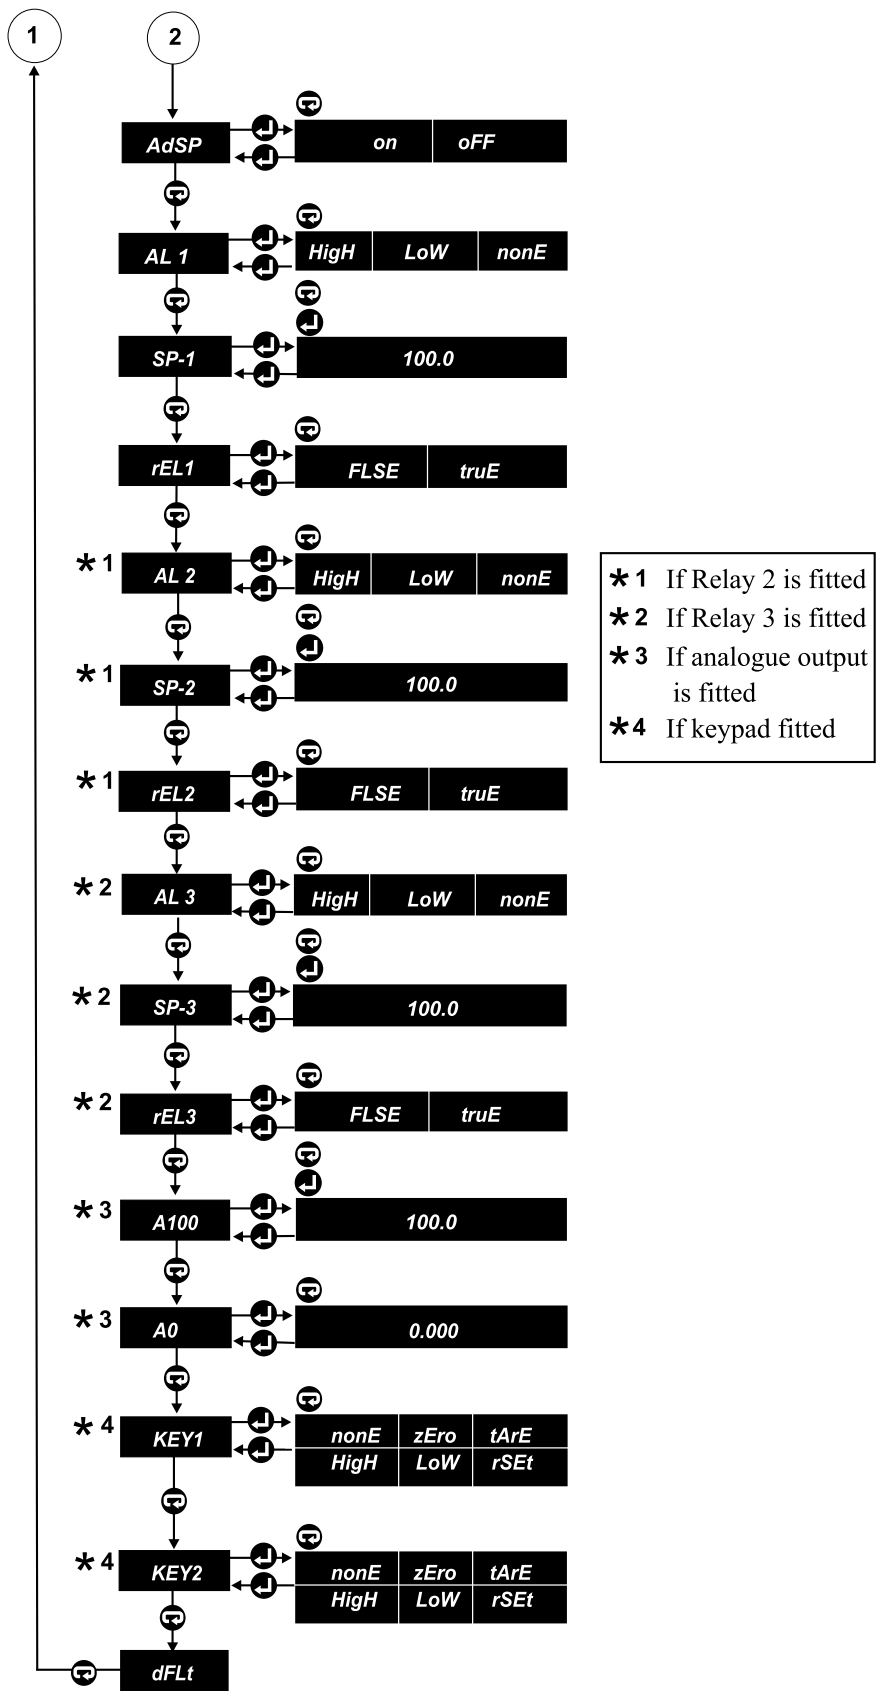 1
2
AdSP
on oFF
AL 1
HigH LoW nonE
SP-1
100.0
rEL1
FLSE truE
*1 AL 2
HigH LoW nonE
*1 SP-2
100.0
*1 rEL2
FLSE truE
*2 AL 3
HigH LoW nonE
*2 SP-3
100.0
*2 rEL3
FLSE truE
*3 A100
100.0
*3 A0
0.000
*4 KEY1
nonE zEro tArE
HigH LoW rSEt
*4 KEY2
nonE zEro tArE
HigH LoW rSEt
dFLt
*1 If Relay 2 is fitted
*2 If Relay 3 is fitted
*3 If analogue output
is fitted
*4 If keypad fitted